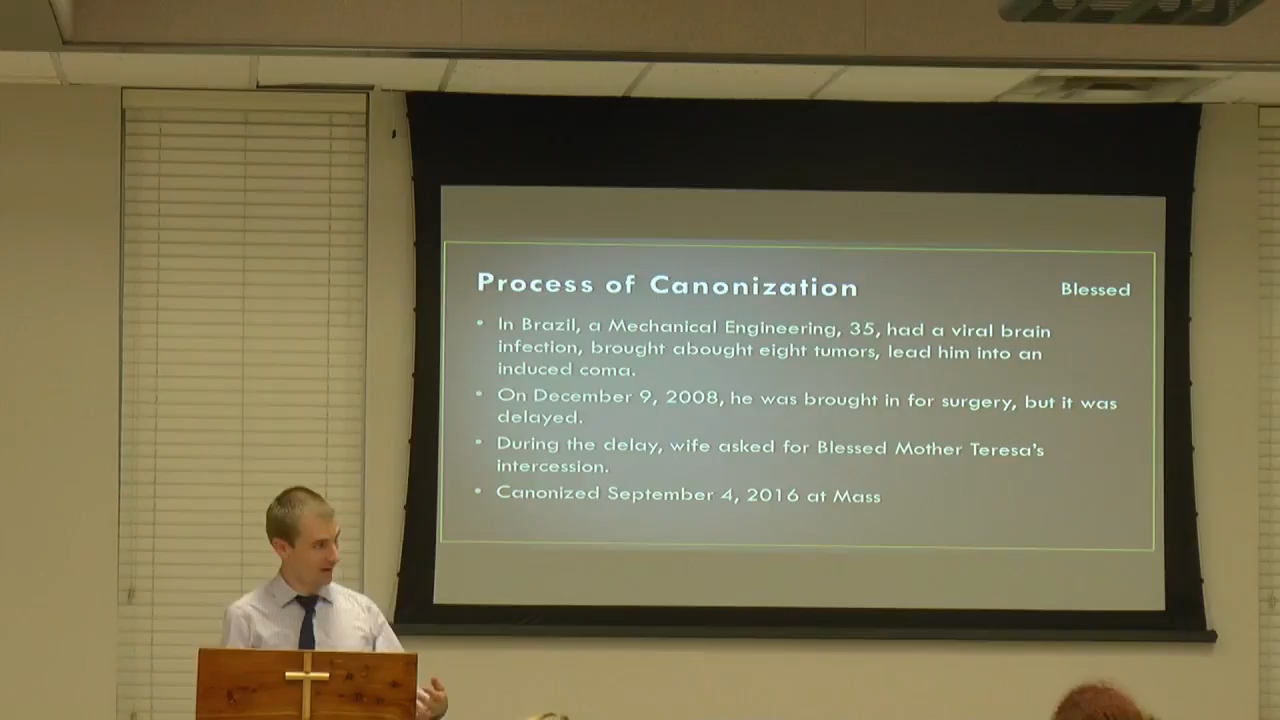 Process of Canonization
Blessed
• In Brazil, a Mechanical Engineering, 35, had a viral brain
infection, brought abought eight tumors, lead him into an
induced coma.
• On December 9, 2008, he was brought in for surgery, but it was
delayed.
• During the delay, wife asked for Blessed Mother Teresa's
intercession.
• Canonized September 4, 2016 at Mass